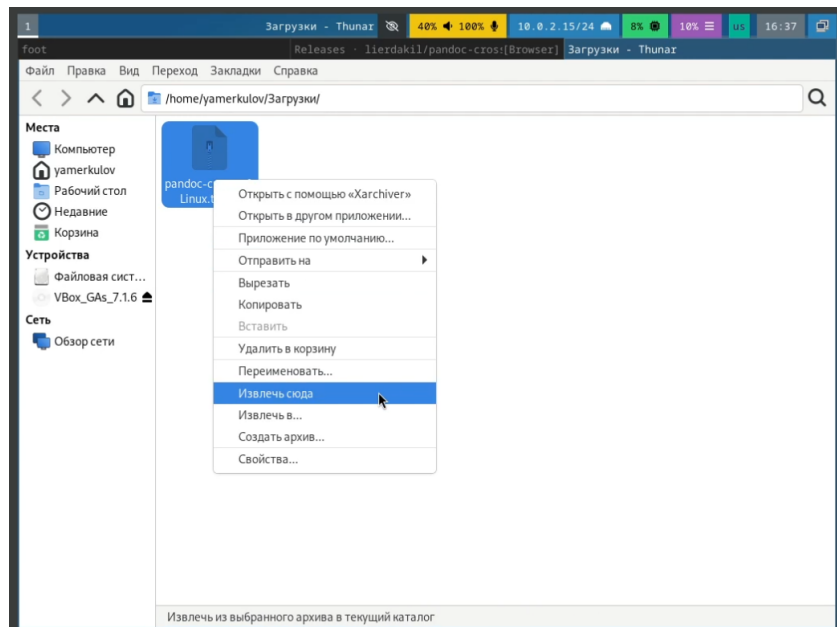 1 Загрузки - Thunar 40% 100% 10.0.2.15/24 8% 10% us 16:37
foot Releases · lierdakil/pandoc-cros:[Browser] Загрузки - Thunar
Файл Правка Вид Переход Закладки Справка
/home/yamerkulov/Загрузки/
Места
Компьютер
yamerkulov
Рабочий стол
Недавние
Корзина
Устройства
Файловая сист...
VBox_GAs_7.1.6
Сеть
Обзор сети
Открыть с помощью «Xarchiver»
Открыть в другом приложении...
Приложение по умолчанию...
Отправить на
Вырезать
Копировать
Вставить
Удалить в корзину
Переименовать...
Извлечь сюда
Извлечь в...
Создать архив...
Свойства...
Извлечь из выбранного архива в текущий каталог